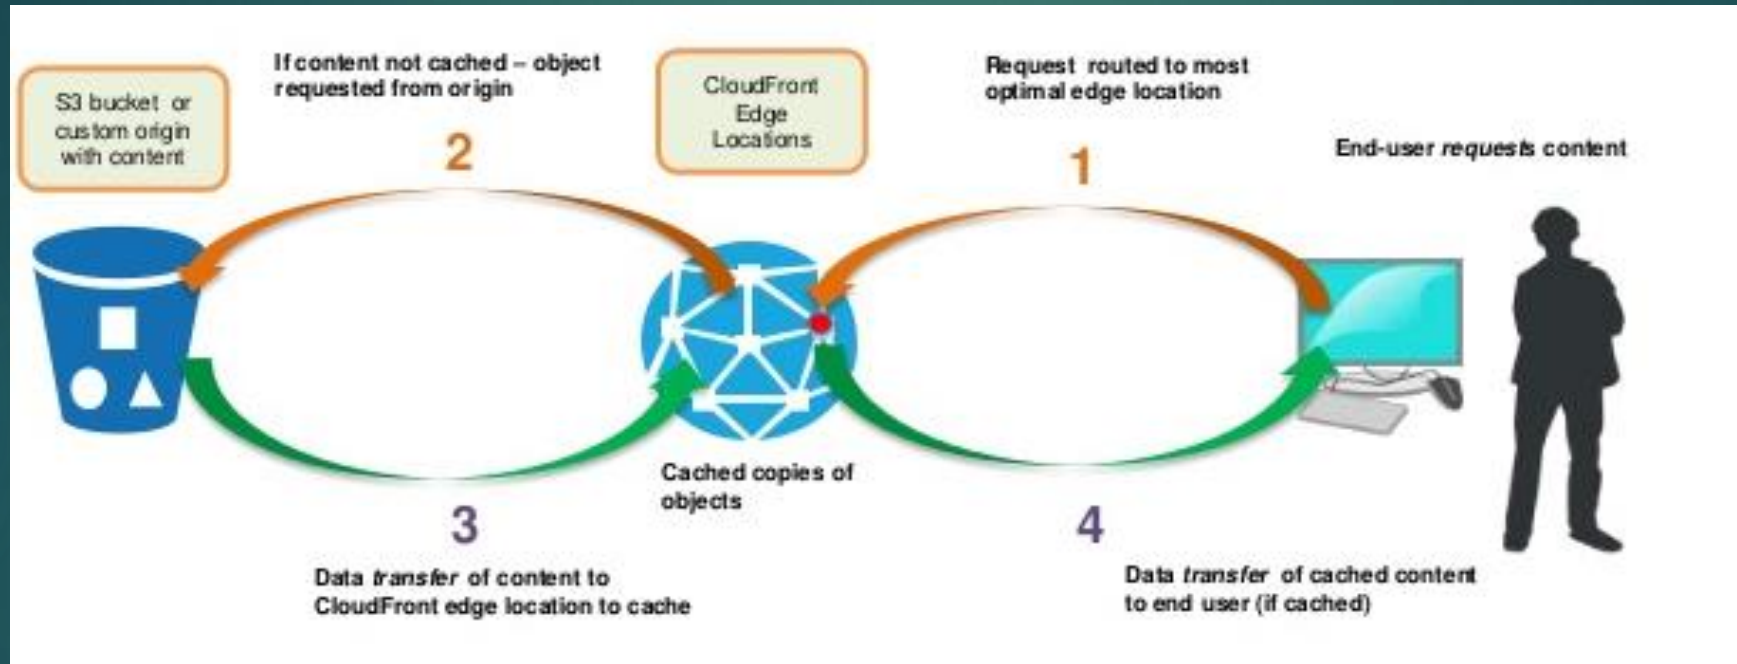 S3 bucket or
custom origin
with content
If content not cached – object
requested from origin
2
CloudFront
Edge
Locations
Request routed to most
optimal edge location
1
End-user requests content
Cached copies of
objects
3
Data transfer of content to
CloudFront edge location to cache
4
Data transfer of cached content
to end user (if cached)